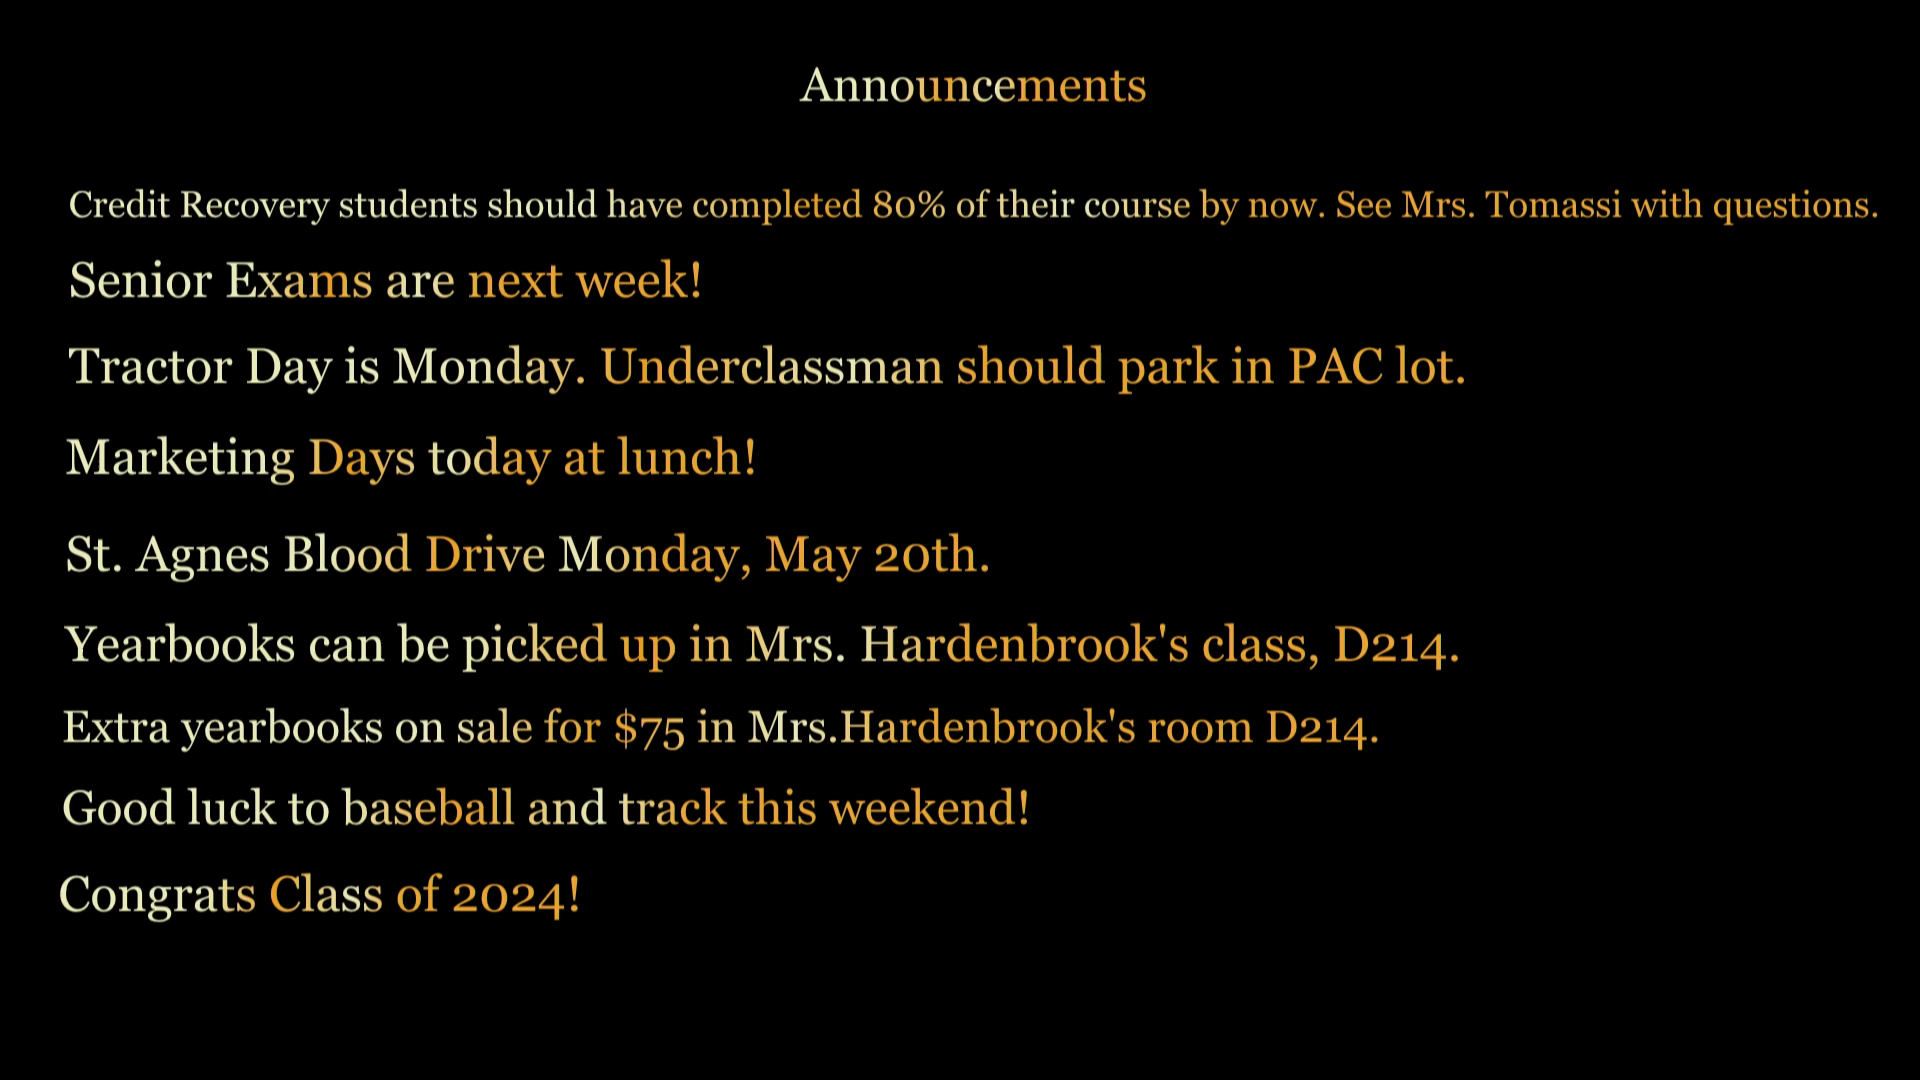 Announcements
Credit Recovery students should have completed 80% of their course by now. See Mrs. Tomassi with questions.
Senior Exams are next week!
Tractor Day is Monday. Underclassman should park in PAC lot.
Marketing Days today at lunch!
St. Agnes Blood Drive Monday, May 20th.
Yearbooks can be picked up in Mrs. Hardenbrook's class, D214.
Extra yearbooks on sale for $75 in Mrs.Hardenbrook's room D214.
Good luck to baseball and track this weekend!
Congrats Class of 2024!